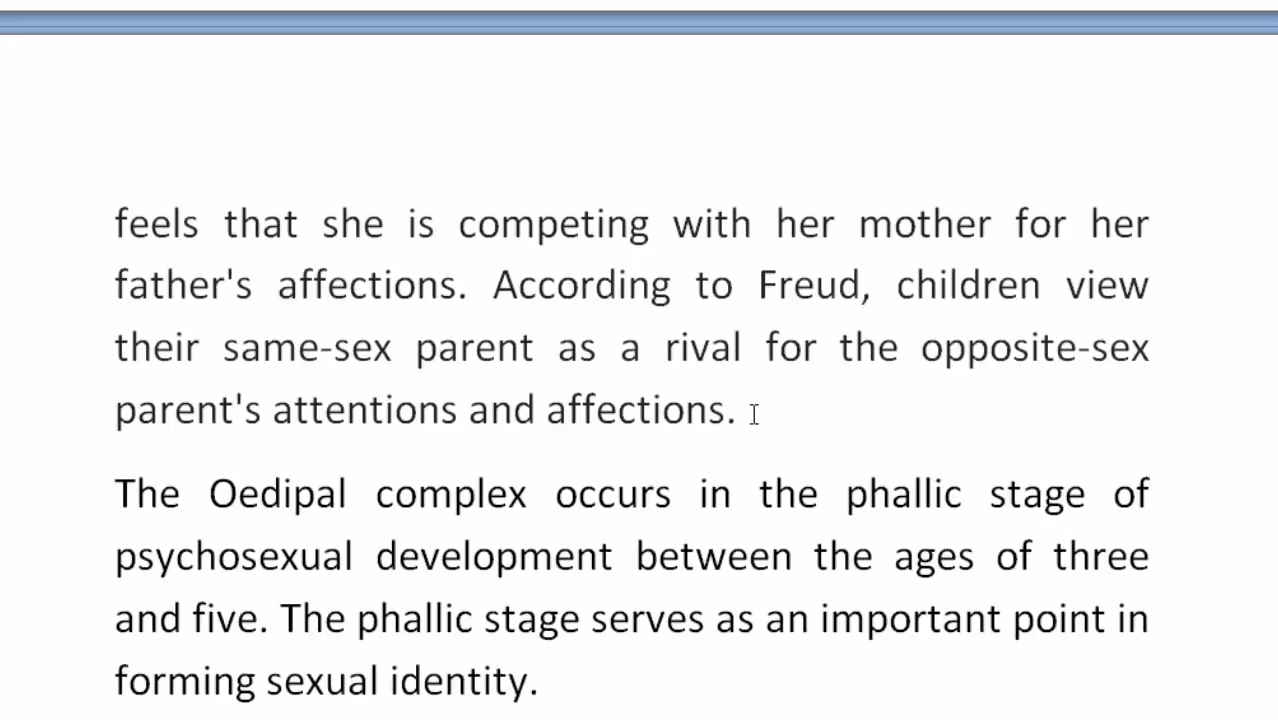 feels that she is competing with her mother for her
father's affections. According to Freud, children view
their same-sex parent as a rival for the opposite-sex
parent's attentions and affections.
The Oedipal complex occurs in the phallic stage of
psychosexual development between the ages of three
and five. The phallic stage serves as an important point in
forming sexual identity.